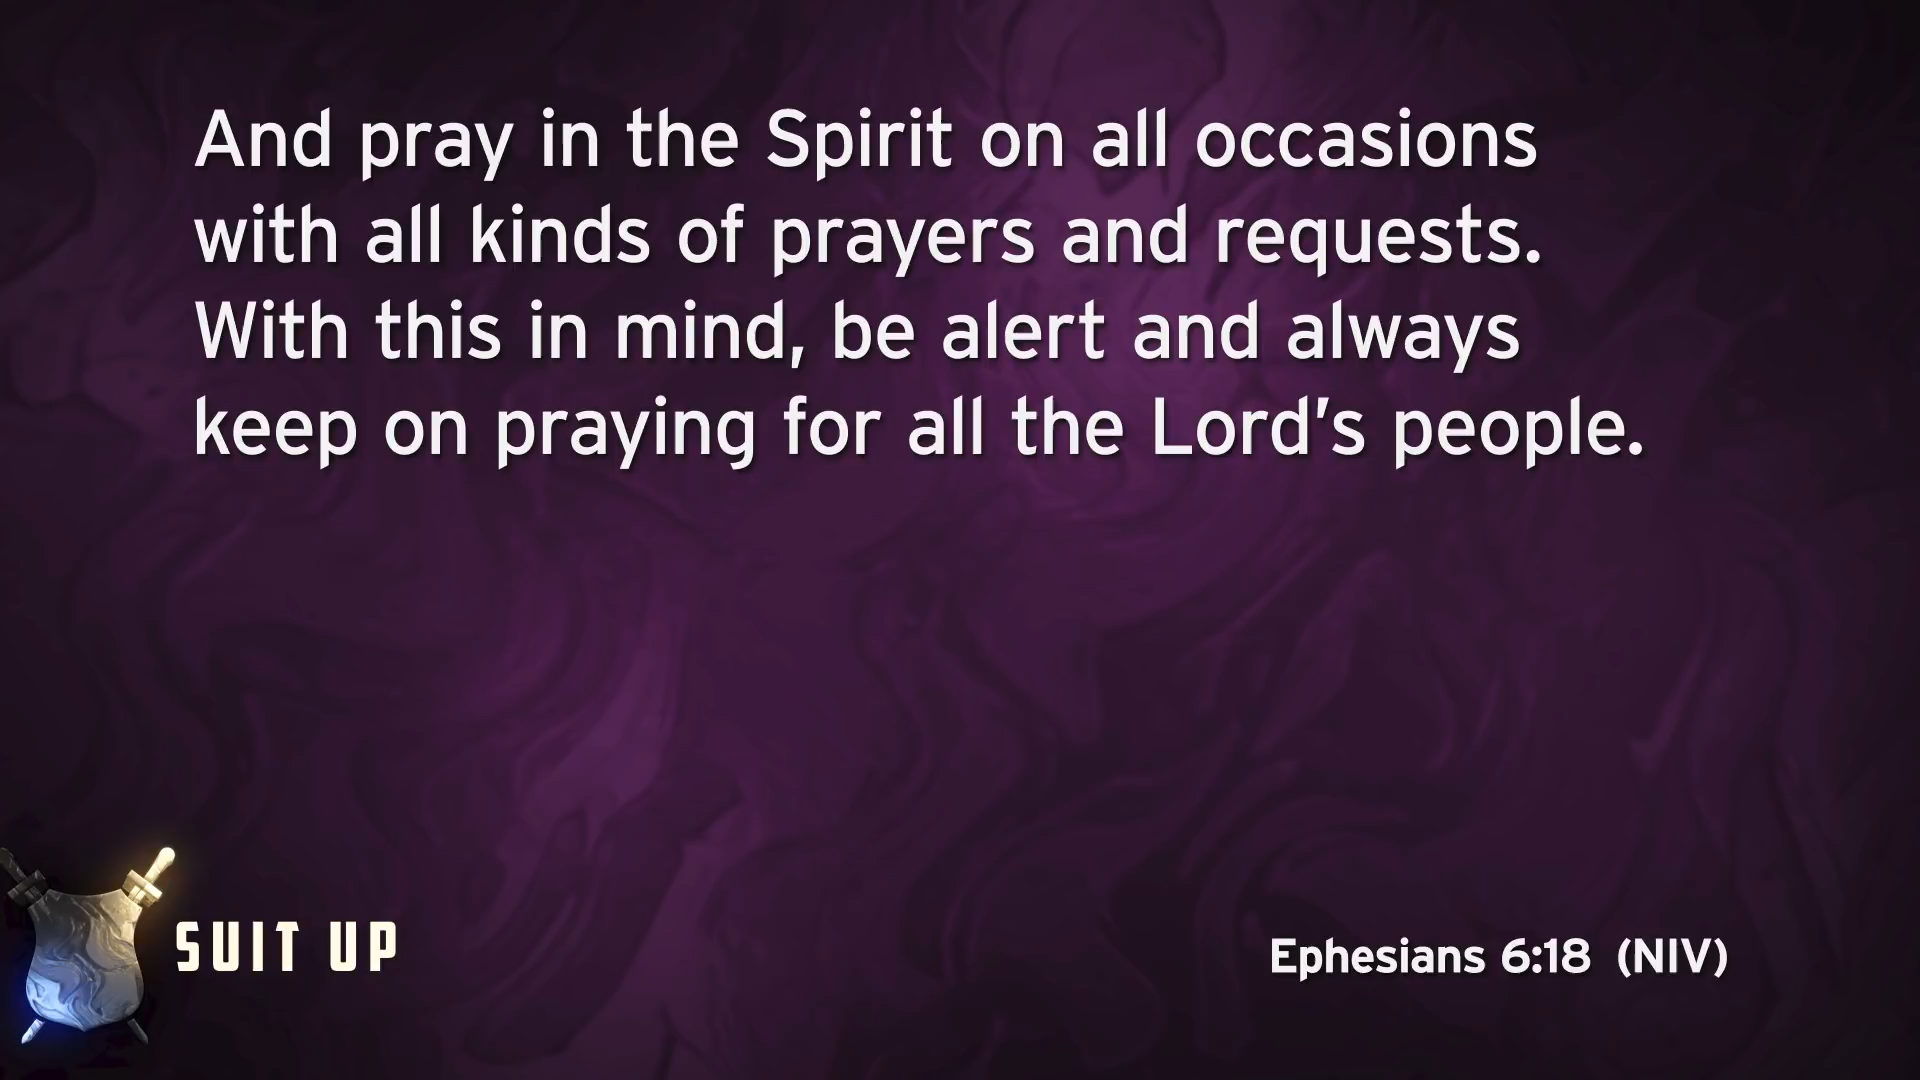 And pray in the Spirit on all occasions
with all kinds of prayers and requests.
With this in mind, be alert and always
keep on praying for all the Lord’s people.
SUIT UP
Ephesians 6:18 (NIV)